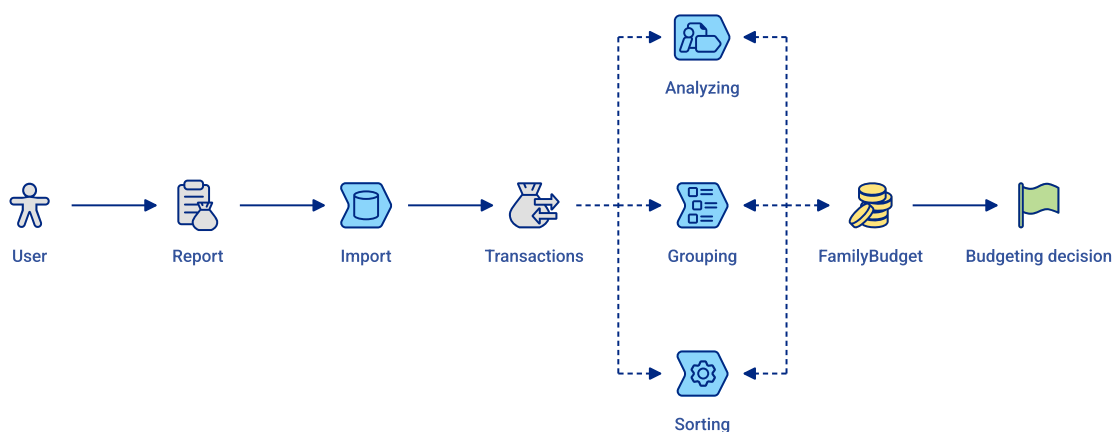 Analyzing
User
Report
Import
Transactions
Grouping
FamilyBudget
Budgeting decision
Sorting